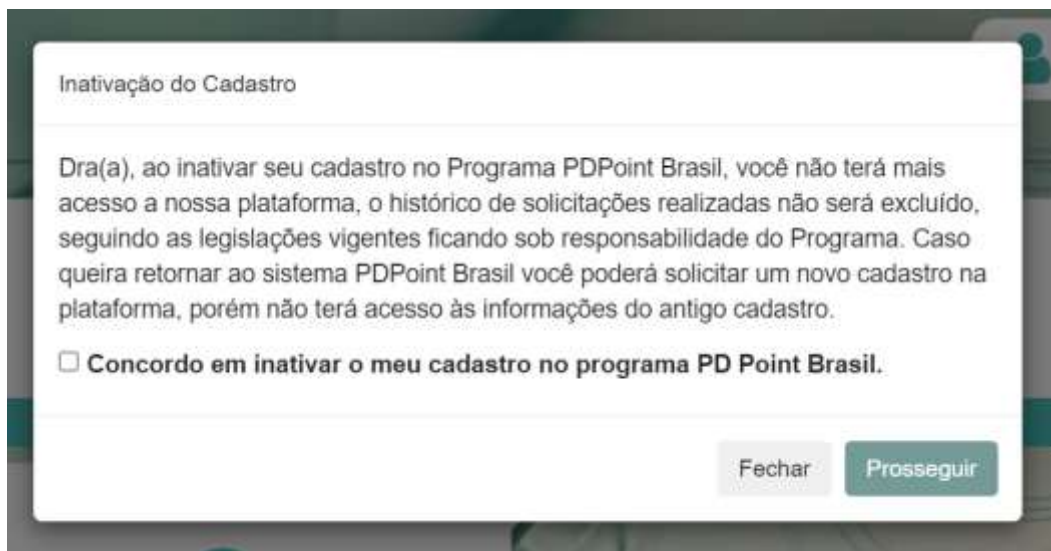 Inativação do Cadastro
Dra(a), ao inativar seu cadastro no Programa PDPoint Brasil, você não terá mais
acesso a nossa plataforma, o histórico de solicitações realizadas não será excluído,
seguindo as legislações vigentes ficando sob responsabilidade do Programa. Caso
queira retornar ao sistema PDPoint Brasil você poderá solicitar um novo cadastro na
plataforma, porém não terá acesso às informações do antigo cadastro.
Concordo em inativar o meu cadastro no programa PD Point Brasil.
Fechar
Prosseguir